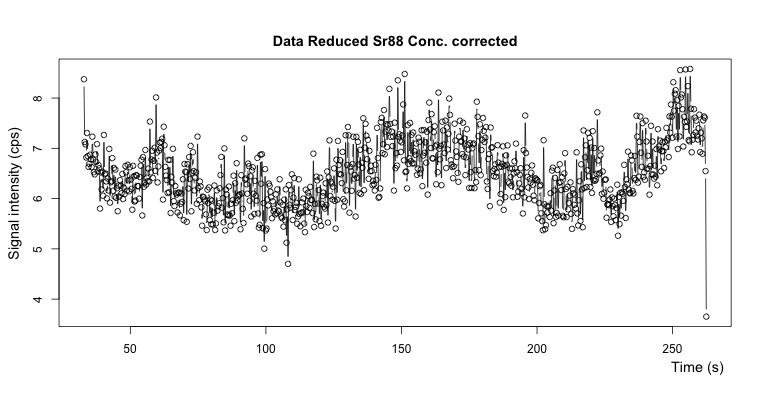 Data Reduced Sr88 Conc. corrected
Signal intensity (cps)
8
7
6
5
4
50 100 150 200 250
Time (s)